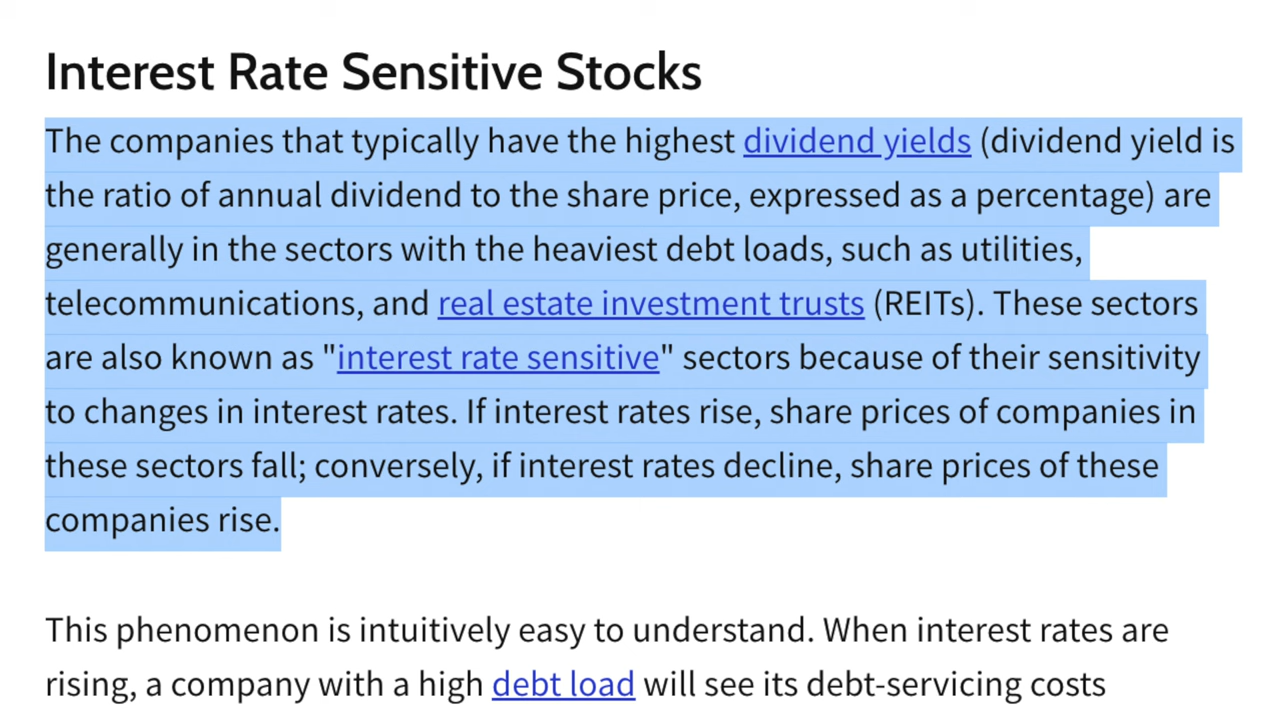 Interest Rate Sensitive Stocks
The companies that typically have the highest dividend yields (dividend yield is
the ratio of annual dividend to the share price, expressed as a percentage) are
generally in the sectors with the heaviest debt loads, such as utilities,
telecommunications, and real estate investment trusts (REITs). These sectors
are also known as "interest rate sensitive" sectors because of their sensitivity
to changes in interest rates. If interest rates rise, share prices of companies in
these sectors fall; conversely, if interest rates decline, share prices of these
companies rise.
This phenomenon is intuitively easy to understand. When interest rates are
rising, a company with a high debt load will see its debt-servicing costs